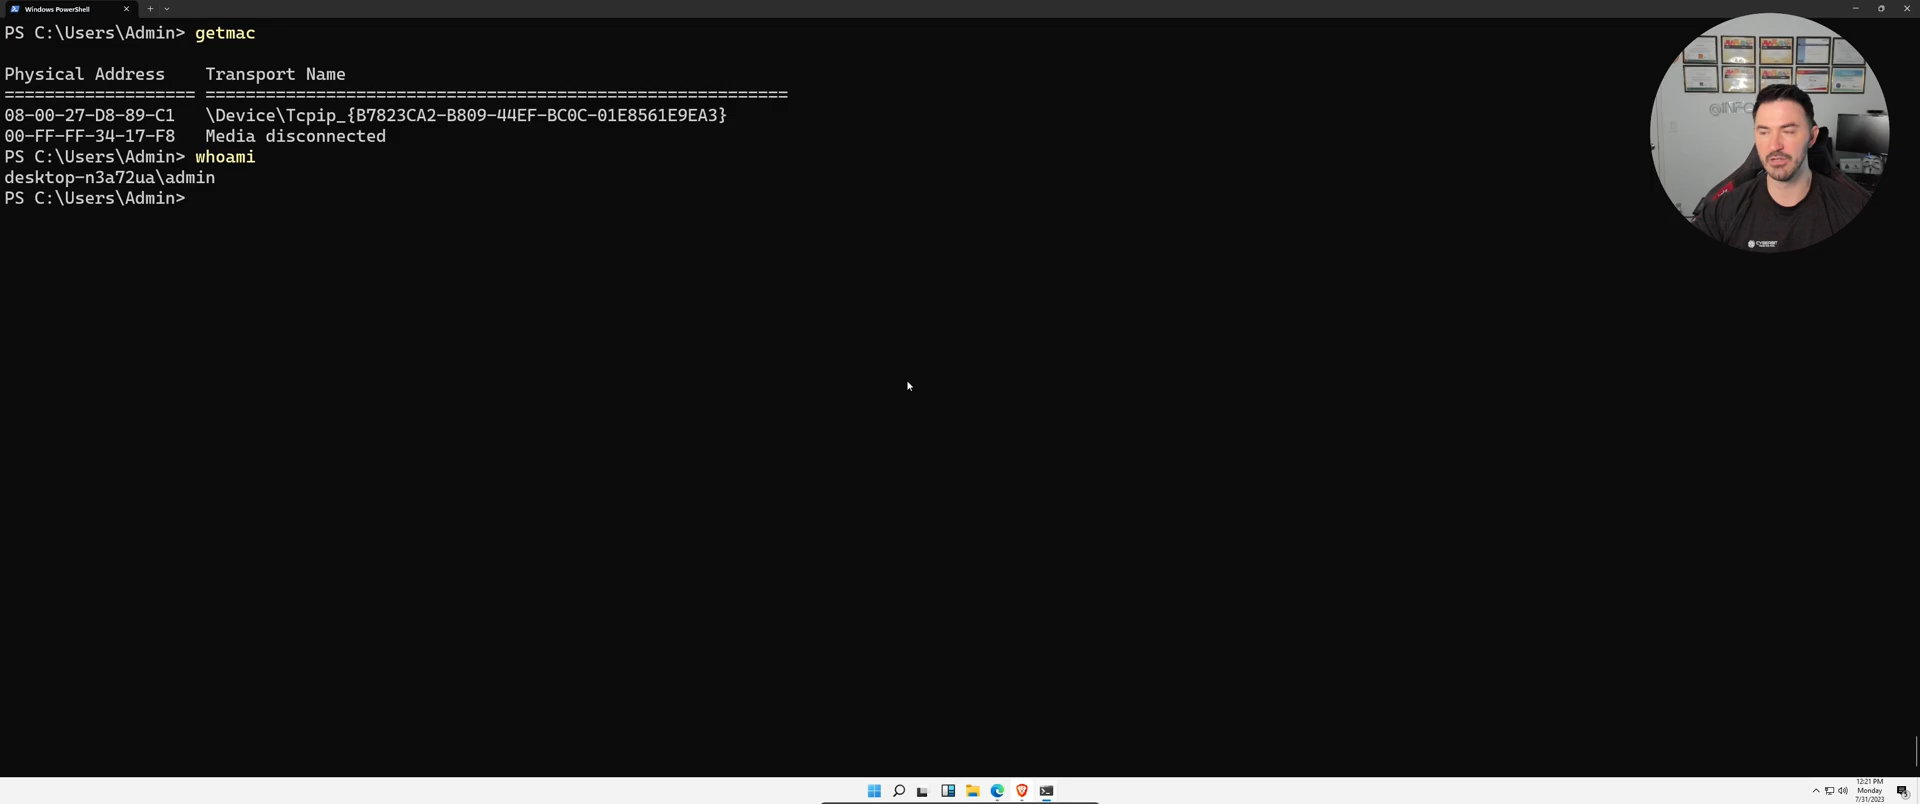 Windows PowerShell
PS C:\Users\Admin> getmac
Physical Address    Transport Name
=================== ==========================================================
08-00-27-D8-89-C1   \Device\Tcpip_{B7823CA2-B809-44EF-BC0C-01E8561E9EA3}
00-FF-FF-34-17-F8   Media disconnected
PS C:\Users\Admin> whoami
desktop-n3a72ua\admin
PS C:\Users\Admin>
12:21 PM
Monday
7/31/2023